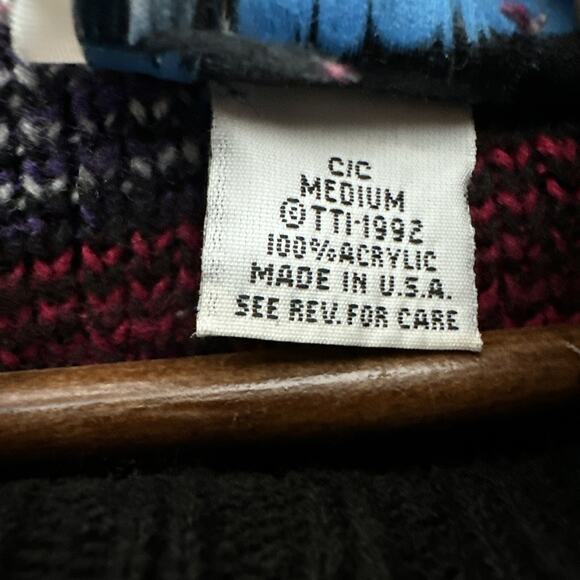 C/C
MEDIUM
©TTI-1992
100%ACRYLIC
MADE IN U.S.A.
SEE REV. FOR CARE